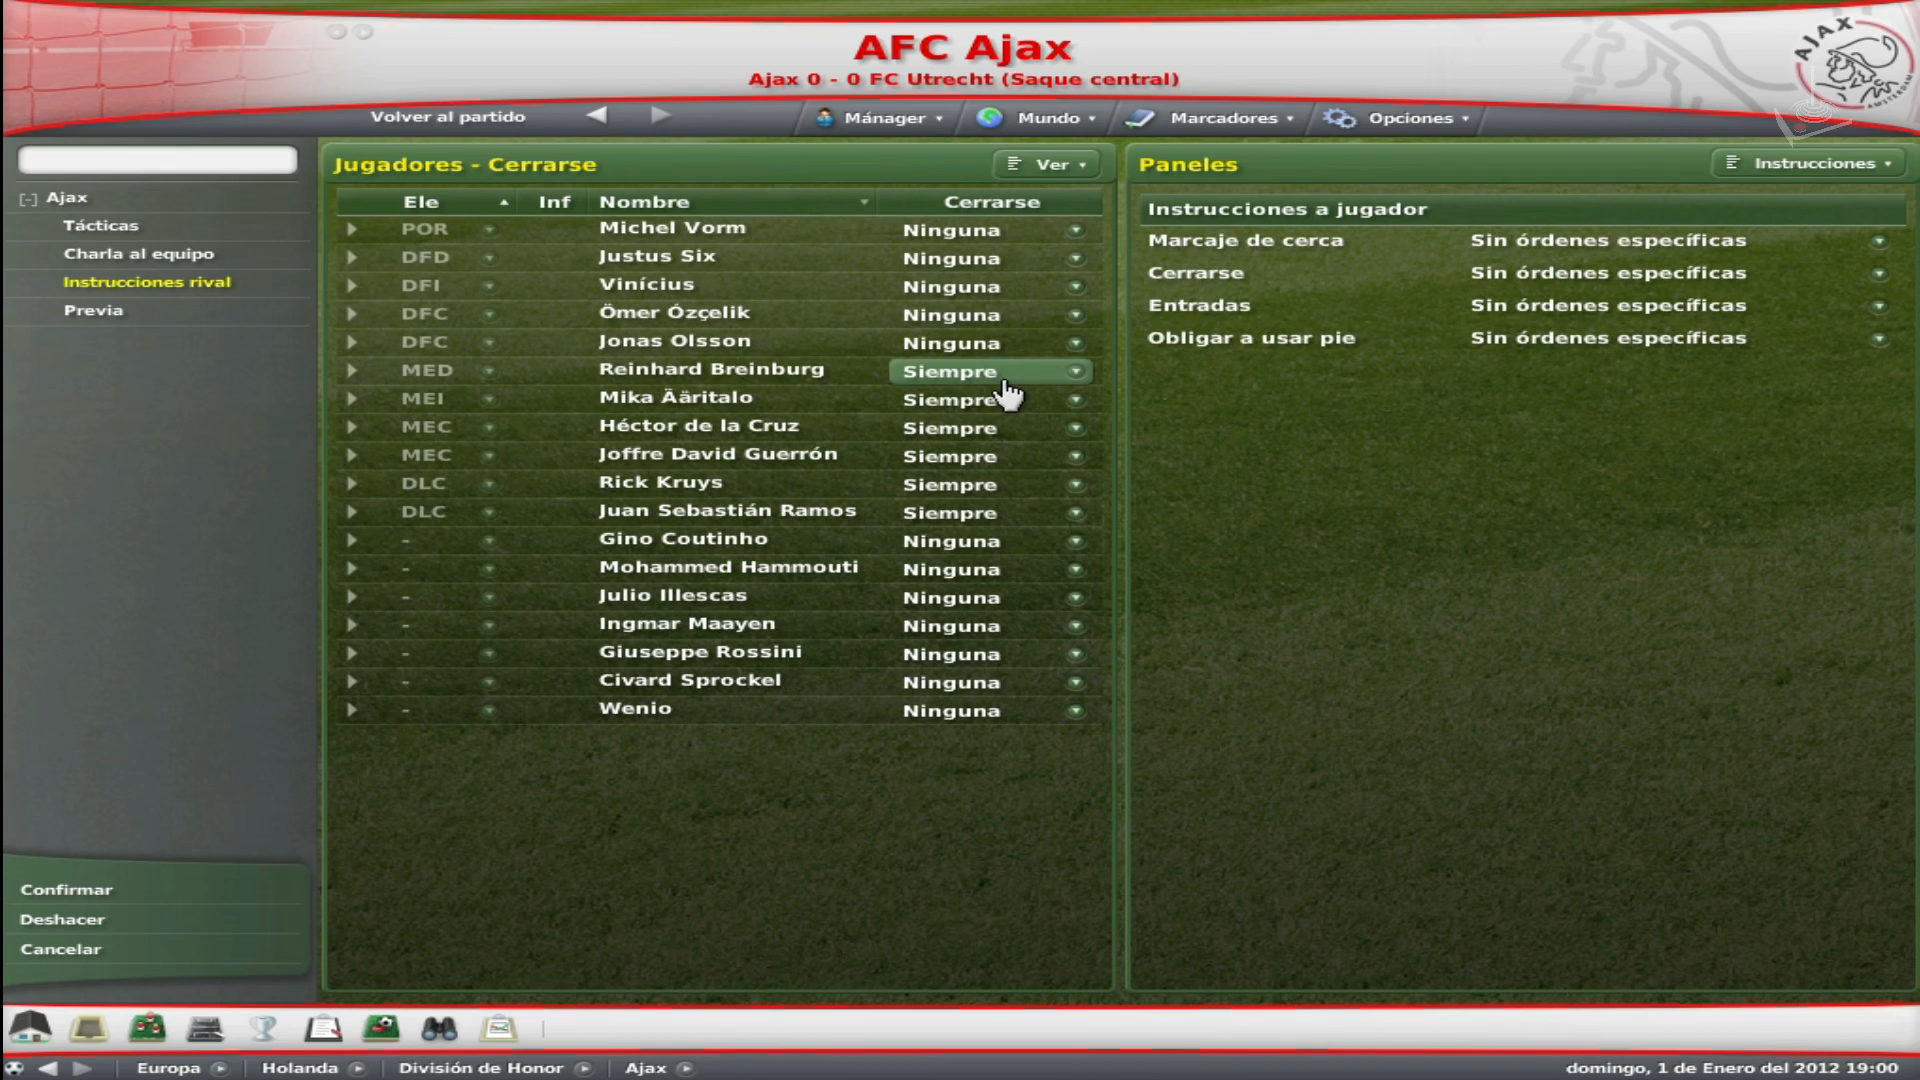 AFC Ajax
Ajax 0 - 0 FC Utrecht (Saque central)
AJAX
AMSTERDAM
Volver al partido
Mánager
Mundo
Marcadores
Opciones
[-] Ajax
Tácticas
Charla al equipo
Instrucciones rival
Previa
Confirmar
Deshacer
Cancelar
Jugadores - Cerrarse
Ver
Ele Inf Nombre Cerrarse
POR Michel Vorm Ninguna
DFD Justus Six Ninguna
DFI Vinícius Ninguna
DFC Ömer Ózçelik Ninguna
DFC Jonas Olsson Ninguna
MED Reinhard Breinburg Siempre
MEI Mika Ääritalo Siempre
MEC Héctor de la Cruz Siempre
MEC Joffre David Guerrón Siempre
DLC Rick Kruys Siempre
DLC Juan Sebastián Ramos Siempre
- Gino Coutinho Ninguna
- Mohammed Hammouti Ninguna
- Julio Illescas Ninguna
- Ingmar Maayen Ninguna
- Giuseppe Rossini Ninguna
- Civard Sprockel Ninguna
- Wenio Ninguna
Paneles
Instrucciones
Instrucciones a jugador
Marcaje de cerca Sin órdenes específicas
Cerrarse Sin órdenes específicas
Entradas Sin órdenes específicas
Obligar a usar pie Sin órdenes específicas
Europa
Holanda
División de Honor
Ajax
domingo, 1 de Enero del 2012 19:00